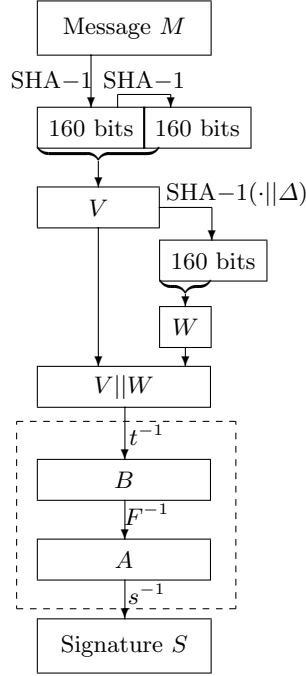 Message M
SHA−1 SHA−1
160 bits 160 bits
V
SHA−1(·||Δ)
160 bits
W
V||W
t⁻¹
B
F⁻¹
A
s⁻¹
Signature S